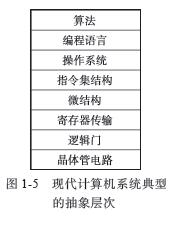 算法
编程语言
操作系统
指令集结构
微结构
寄存器传输
逻辑门
晶体管电路
图 1-5 现代计算机系统典型
的抽象层次